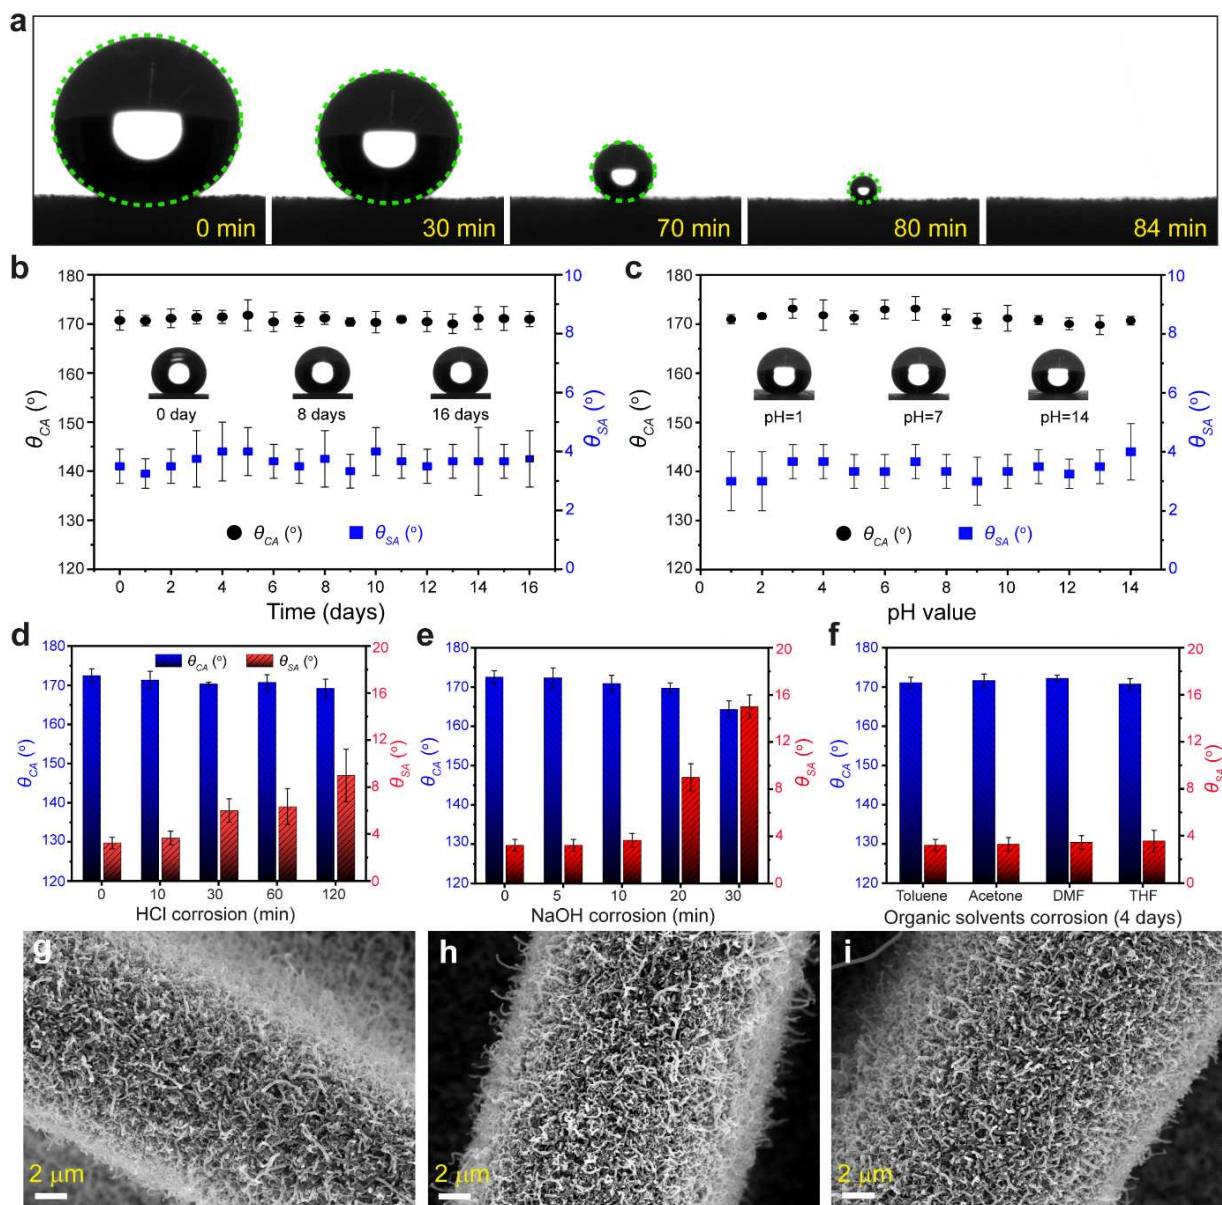 a
0 min 30 min 70 min 80 min 84 min
b
180
170
160
150
140
130
120
θCA (º)
10
8
6
4
2
0
θSA (º)
0 day 8 days 16 days
θCA (º) θSA (º)
0 2 4 6 8 10 12 14 16
Time (days)
c
180
170
160
150
140
130
120
θCA (º)
10
8
6
4
2
0
θSA (º)
pH=1 pH=7 pH=14
θCA (º) θSA (º)
0 2 4 6 8 10 12 14
pH value
d
180
170
160
150
140
130
120
θCA (º)
20
16
12
8
4
0
θSA (º)
θCA (º) θSA (º)
0 10 30 60 120
HCl corrosion (min)
e
180
170
160
150
140
130
120
θCA (º)
20
16
12
8
4
0
θSA (º)
0 5 10 20 30
NaOH corrosion (min)
f
180
170
160
150
140
130
120
θCA (º)
20
16
12
8
4
0
θSA (º)
Toluene Acetone DMF THF
Organic solvents corrosion (4 days)
g
2 μm
h
2 μm
i
2 μm